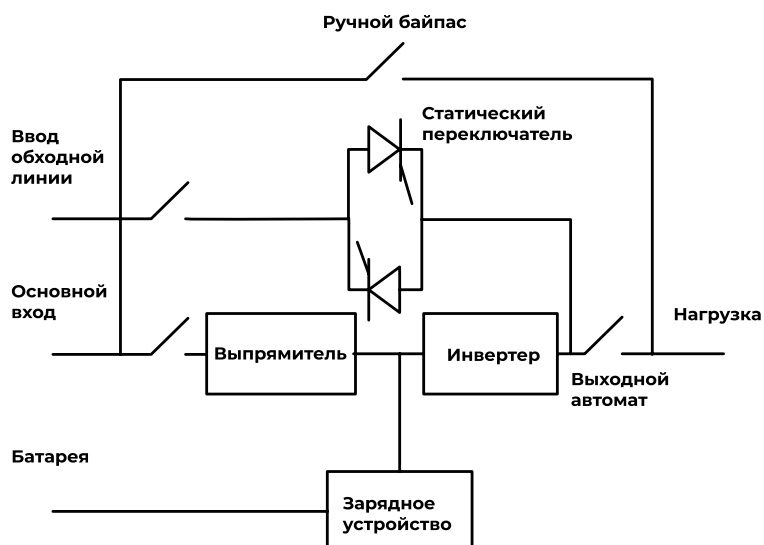 Ручной байпас
Статический
переключатель
Ввод
обходной
линии
Основной
вход
Нагрузка
Выпрямитель
Инвертер
Выходной
автомат
Батарея
Зарядное
устройство